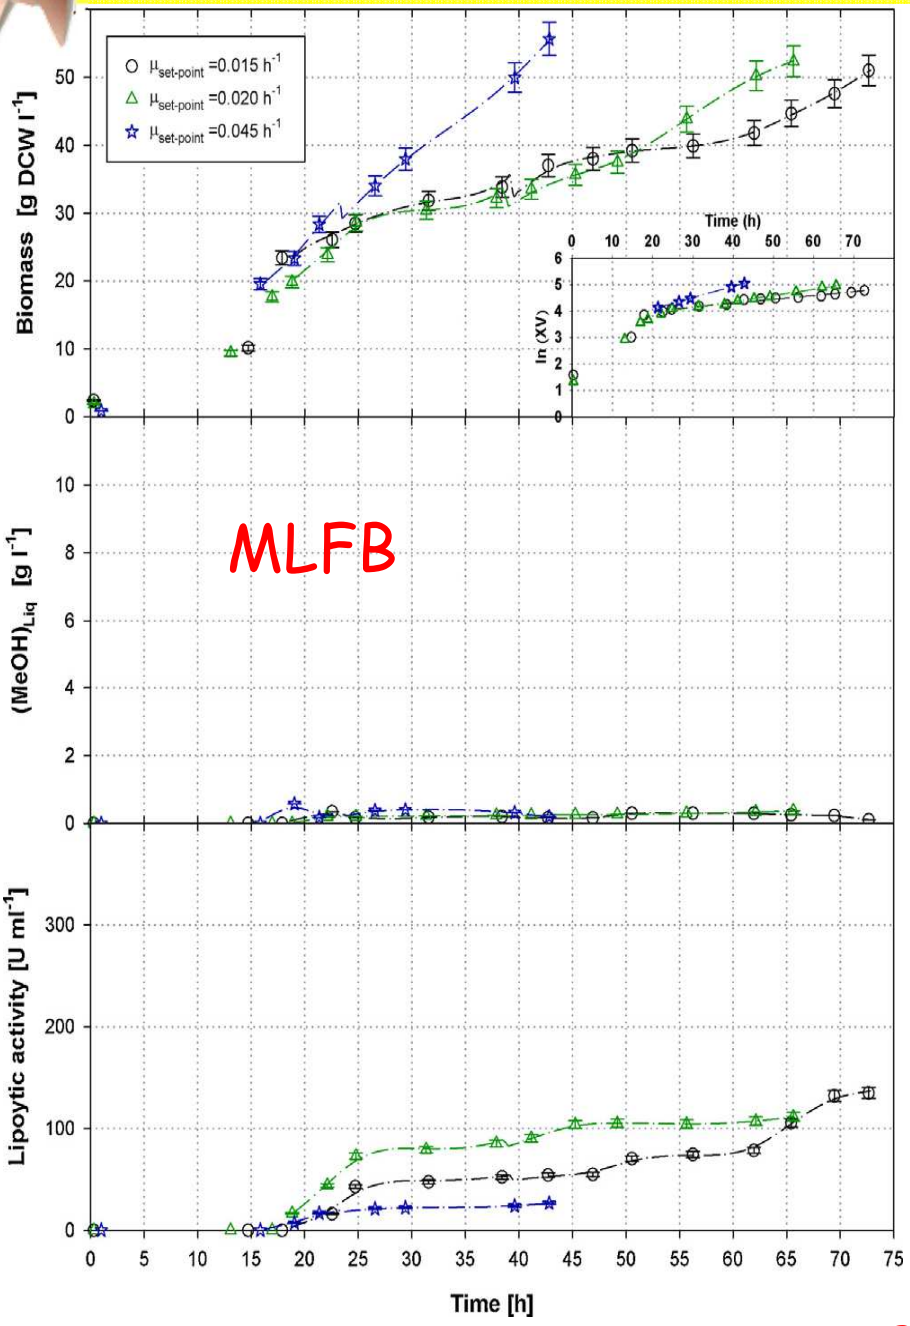 μset-point =0.015 h-1
μset-point =0.020 h-1
μset-point =0.045 h-1
Biomass [g DCW l-1]
50
40
30
20
10
0
Time (h)
0 10 20 30 40 50 60 70
ln (XV)
6
5
4
3
2
1
0
MLFB
(MeOH)Liq [g l-1]
10
8
6
4
2
0
Lipoytic activity [U ml-1]
300
200
100
0
0 5 10 15 20 25 30 35 40 45 50 55 60 65 70 75
Time [h]